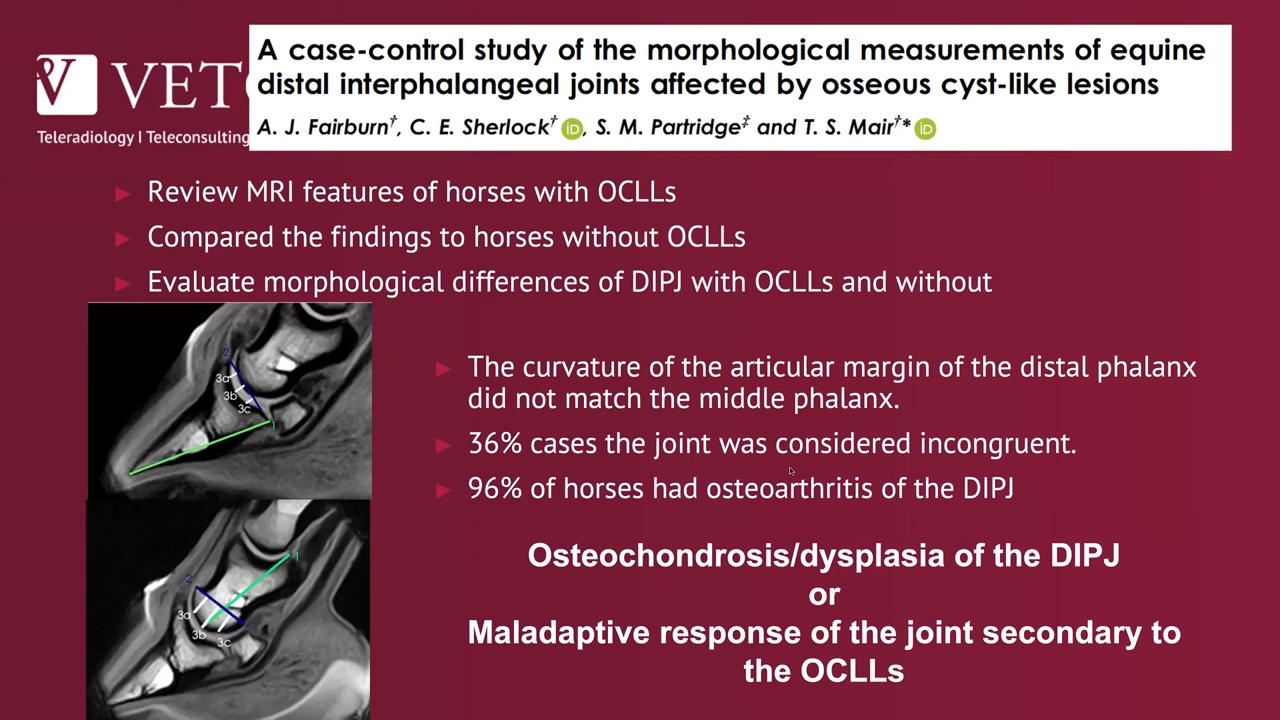 A case-control study of the morphological measurements of equine
distal interphalangeal joints affected by osseous cyst-like lesions
A. J. Fairburn†, C. E. Sherlock† iD, S. M. Partridge‡ and T. S. Mair†* iD
VET
Teleradiology | Teleconsulting
► Review MRI features of horses with OCLLs
► Compared the findings to horses without OCLLs
► Evaluate morphological differences of DIPJ with OCLLs and without
2
3a
3b
3c
1
► The curvature of the articular margin of the distal phalanx
did not match the middle phalanx.
► 36% cases the joint was considered incongruent.
► 96% of horses had osteoarthritis of the DIPJ
1
2
3a
3b
3c
Osteochondrosis/dysplasia of the DIPJ
or
Maladaptive response of the joint secondary to
the OCLLs